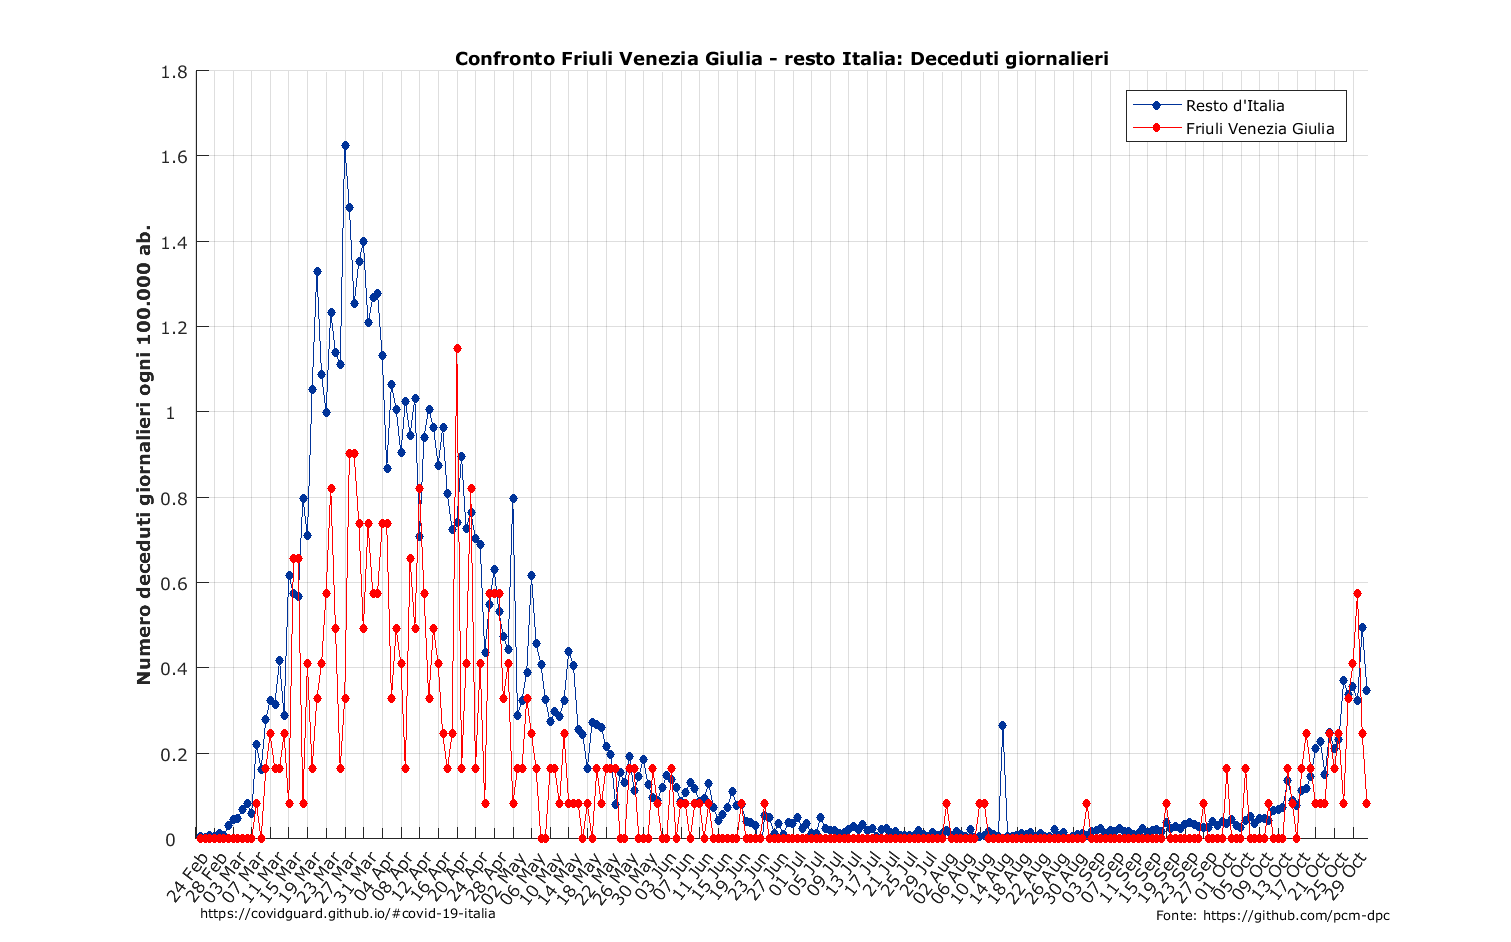 Confronto Friuli Venezia Giulia - resto Italia: Deceduti giornalieri
Resto d'Italia
Friuli Venezia Giulia
Numero deceduti giornalieri ogni 100.000 ab.
1.8
1.6
1.4
1.2
1
0.8
0.6
0.4
0.2
0
24 Feb
28 Feb
03 Mar
07 Mar
11 Mar
15 Mar
19 Mar
23 Mar
27 Mar
31 Mar
04 Apr
08 Apr
12 Apr
16 Apr
20 Apr
24 Apr
28 Apr
02 May
06 May
10 May
14 May
18 May
22 May
26 May
30 May
03 Jun
07 Jun
11 Jun
15 Jun
19 Jun
23 Jun
27 Jun
01 Jul
05 Jul
09 Jul
13 Jul
17 Jul
21 Jul
25 Jul
29 Jul
02 Aug
06 Aug
10 Aug
14 Aug
18 Aug
22 Aug
26 Aug
30 Aug
03 Sep
07 Sep
11 Sep
15 Sep
19 Sep
23 Sep
27 Sep
01 Oct
05 Oct
09 Oct
13 Oct
17 Oct
21 Oct
25 Oct
29 Oct
https://covidguard.github.io/#covid-19-italia
Fonte: https://github.com/pcm-dpc